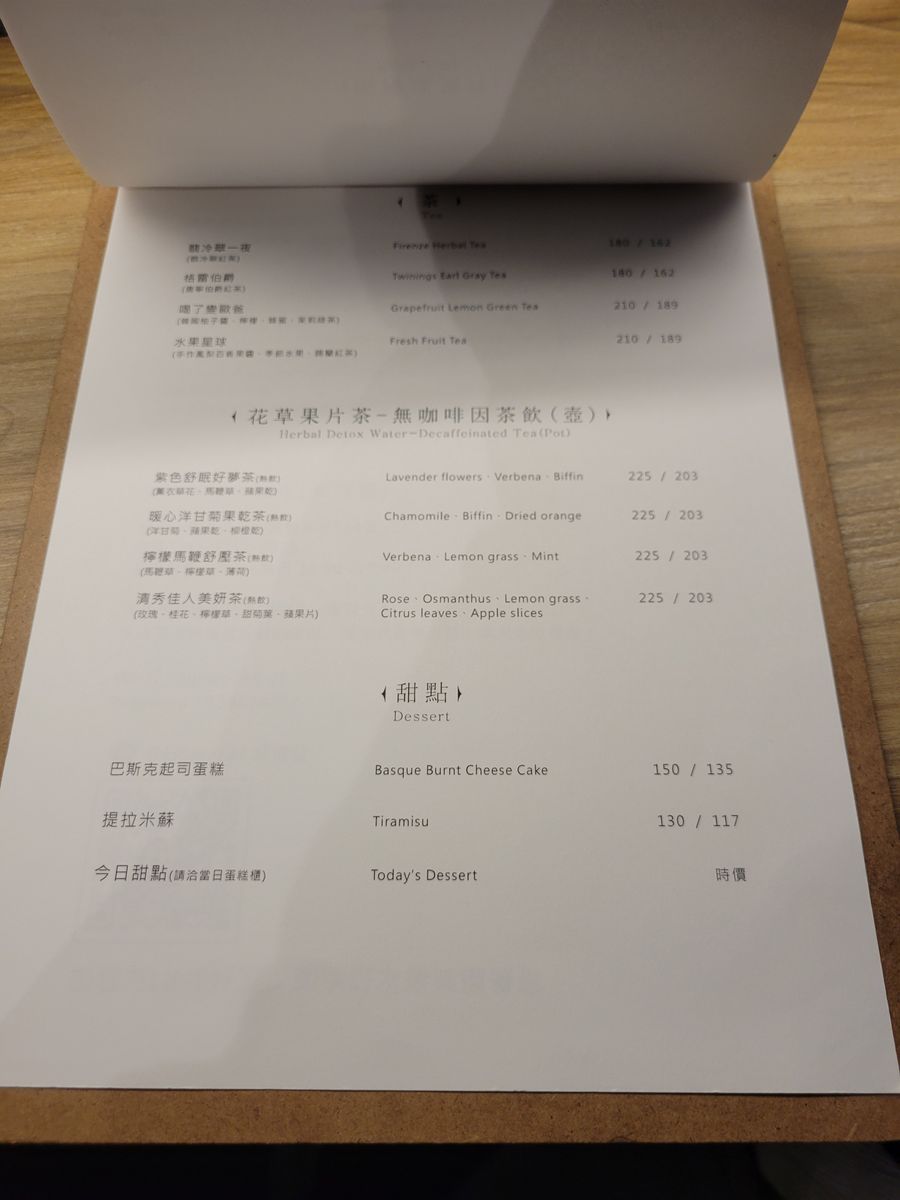 茶
Tea
翡冷翠一夜 Firenze Herbal Tea 180 / 162
(翡冷翠紅茶)
格雷伯爵 Twinings Earl Gray Tea 180 / 162
(唐寧伯爵紅茶)
喝了變歐爸 Grapefruit Lemon Green Tea 210 / 189
(韓國柚子醬、檸檬、蜂蜜、茉莉綠茶)
水果星球 Fresh Fruit Tea 210 / 189
(手作鳳梨百香果醬、季節水果、錫蘭紅茶)
花草果片茶-無咖啡因茶飲(壺)
Herbal Detox Water-Decaffeinated Tea(Pot)
紫色舒眠好夢茶(熱飲) Lavender flowers · Verbena · Biffin 225 / 203
(薰衣草花、馬鞭草、蘋果乾)
暖心洋甘菊果乾茶(熱飲) Chamomile · Biffin · Dried orange 225 / 203
(洋甘菊、蘋果乾、柳橙乾)
檸檬馬鞭舒壓茶(熱飲) Verbena · Lemon grass · Mint 225 / 203
(馬鞭草、檸檬草、薄荷)
清秀佳人美妍茶(熱飲) Rose · Osmanthus · Lemon grass · 225 / 203
(玫瑰、桂花、檸檬草、甜菊葉、蘋果片) Citrus leaves · Apple slices
甜點
Dessert
巴斯克起司蛋糕 Basque Burnt Cheese Cake 150 / 135
提拉米蘇 Tiramisu 130 / 117
今日甜點(請洽當日蛋糕櫃) Today's Dessert 時價